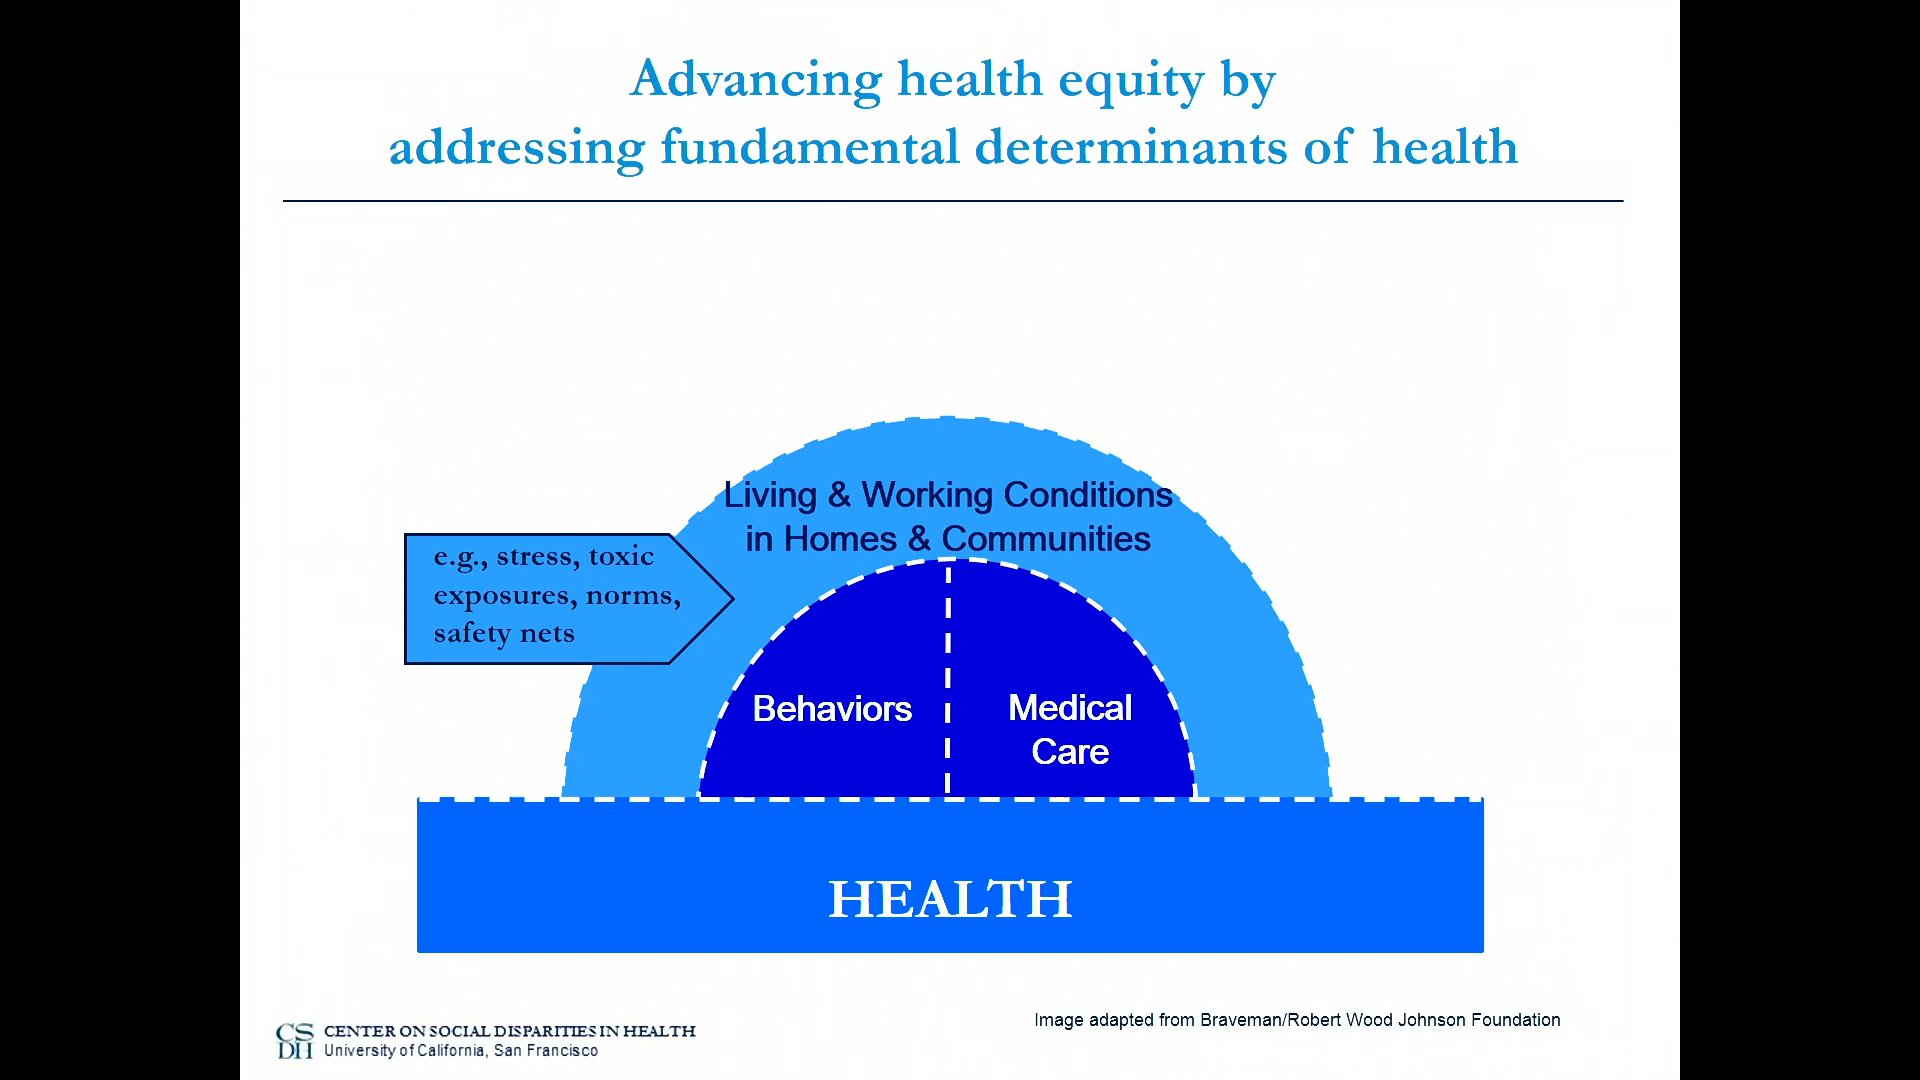 Advancing health equity by
addressing fundamental determinants of health
Living & Working Conditions
in Homes & Communities
e.g., stress, toxic
exposures, norms,
safety nets
Behaviors
Medical
Care
HEALTH
Image adapted from Braveman/Robert Wood Johnson Foundation
CS
DH
CENTER ON SOCIAL DISPARITIES IN HEALTH
University of California, San Francisco